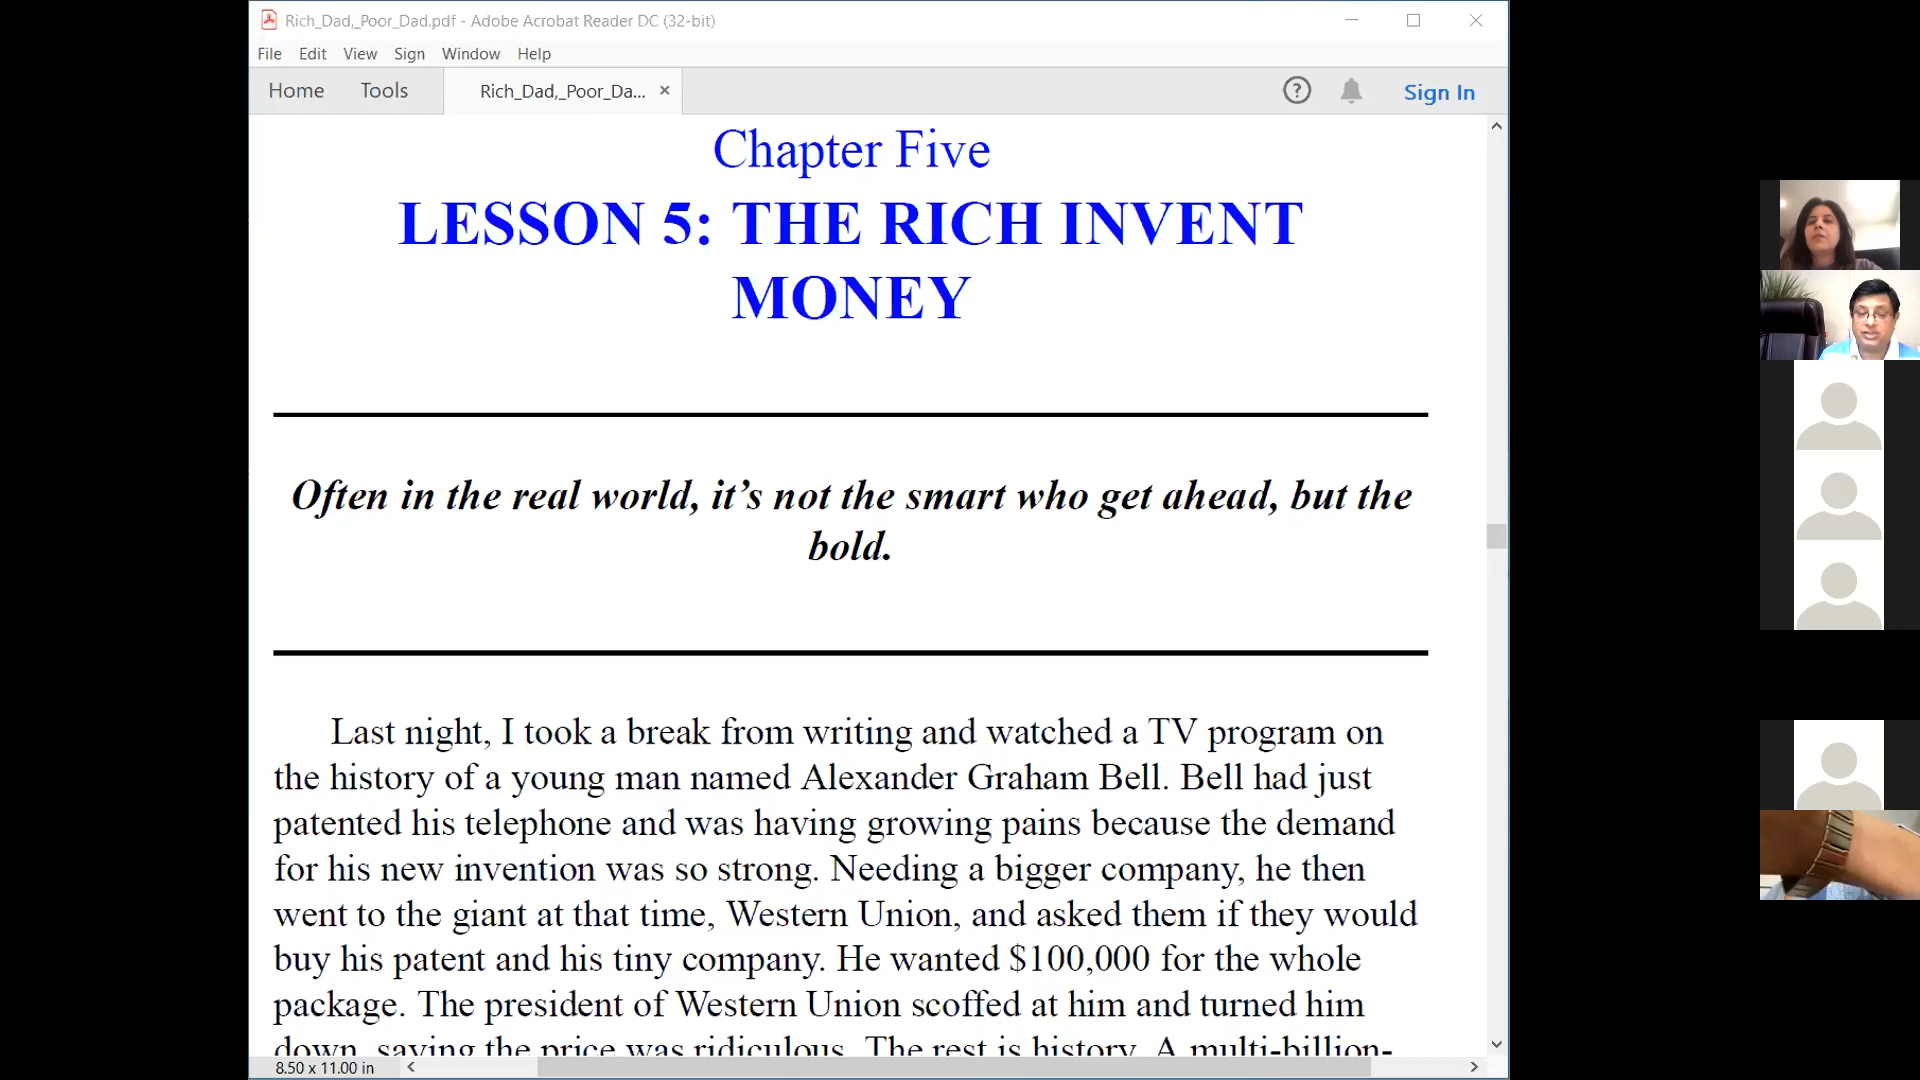 Rich_Dad,_Poor_Dad.pdf - Adobe Acrobat Reader DC (32-bit)
File Edit View Sign Window Help
Home Tools Rich_Dad,_Poor_Da... × ? Sign In
Chapter Five
LESSON 5: THE RICH INVENT
MONEY
Often in the real world, it’s not the smart who get ahead, but the
bold.
Last night, I took a break from writing and watched a TV program on
the history of a young man named Alexander Graham Bell. Bell had just
patented his telephone and was having growing pains because the demand
for his new invention was so strong. Needing a bigger company, he then
went to the giant at that time, Western Union, and asked them if they would
buy his patent and his tiny company. He wanted $100,000 for the whole
package. The president of Western Union scoffed at him and turned him
down, saying the price was ridiculous. The rest is history. A multi-billion-
8.50 x 11.00 in